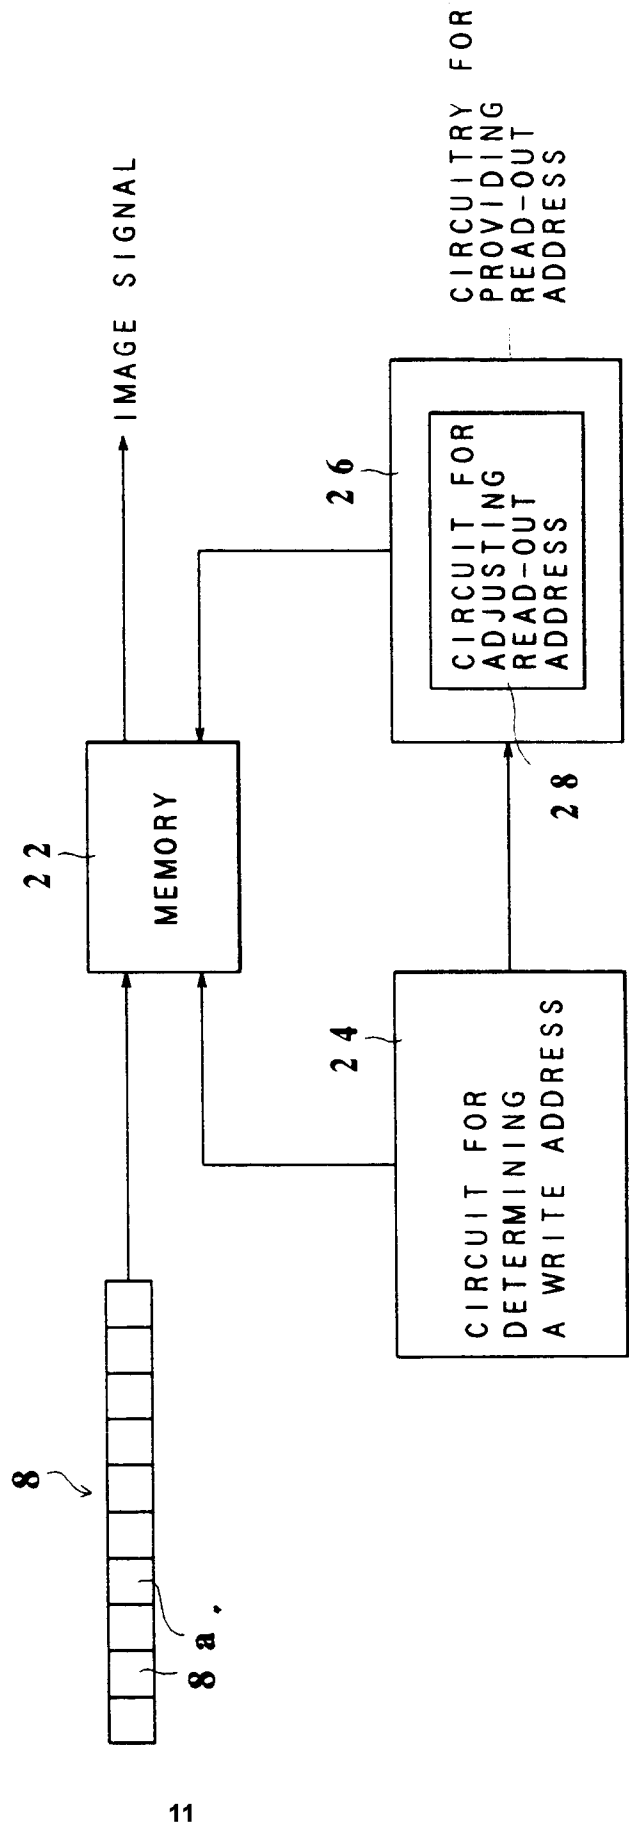 8
8a.
22
MEMORY
IMAGE SIGNAL
24
CIRCUIT FOR
DETERMINING
A WRITE ADDRESS
26
28
CIRCUIT FOR
ADJUSTING
READ-OUT
ADDRESS
CIRCUITRY FOR
PROVIDING
READ-OUT
ADDRESS
11